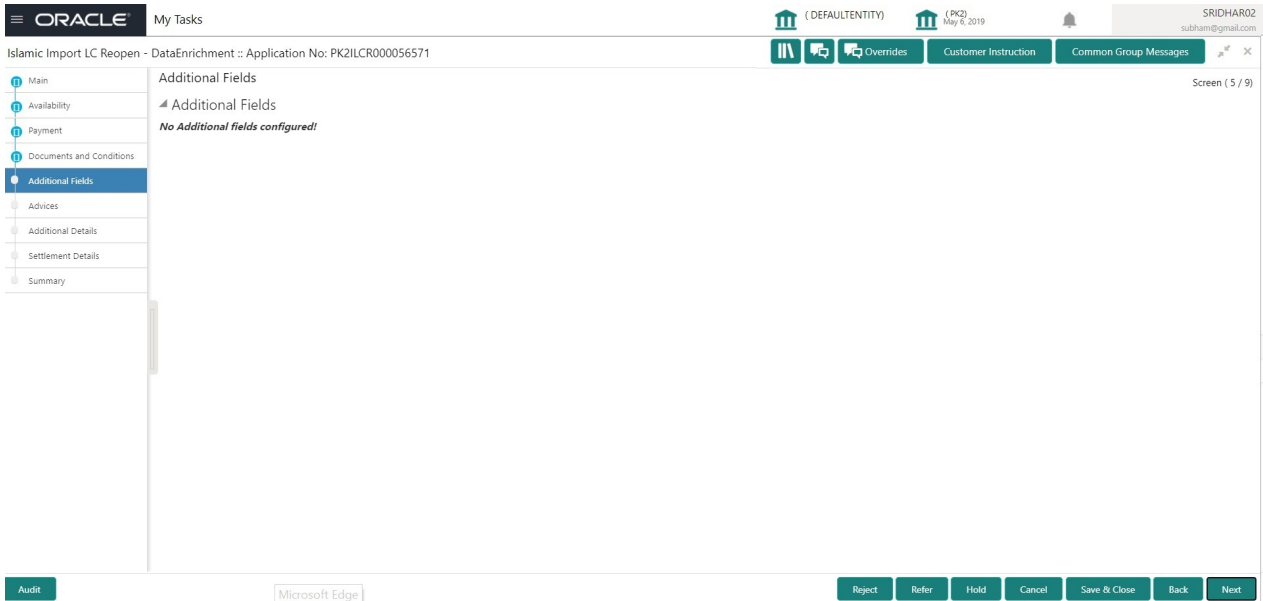 ORACLE®
My Tasks
( DEFAULTENTITY)
( PK2)
May 6, 2019
SRIDHAR02
subham@gmail.com
Islamic Import LC Reopen - DataEnrichment :: Application No: PK2ILCR000056571
Overrides
Customer Instruction
Common Group Messages
Main
Availability
Payment
Documents and Conditions
Additional Fields
Advices
Additional Details
Settlement Details
Summary
Additional Fields
Screen ( 5 / 9)
Additional Fields
No Additional fields configured!
Audit
Microsoft Edge
Reject
Refer
Hold
Cancel
Save & Close
Back
Next